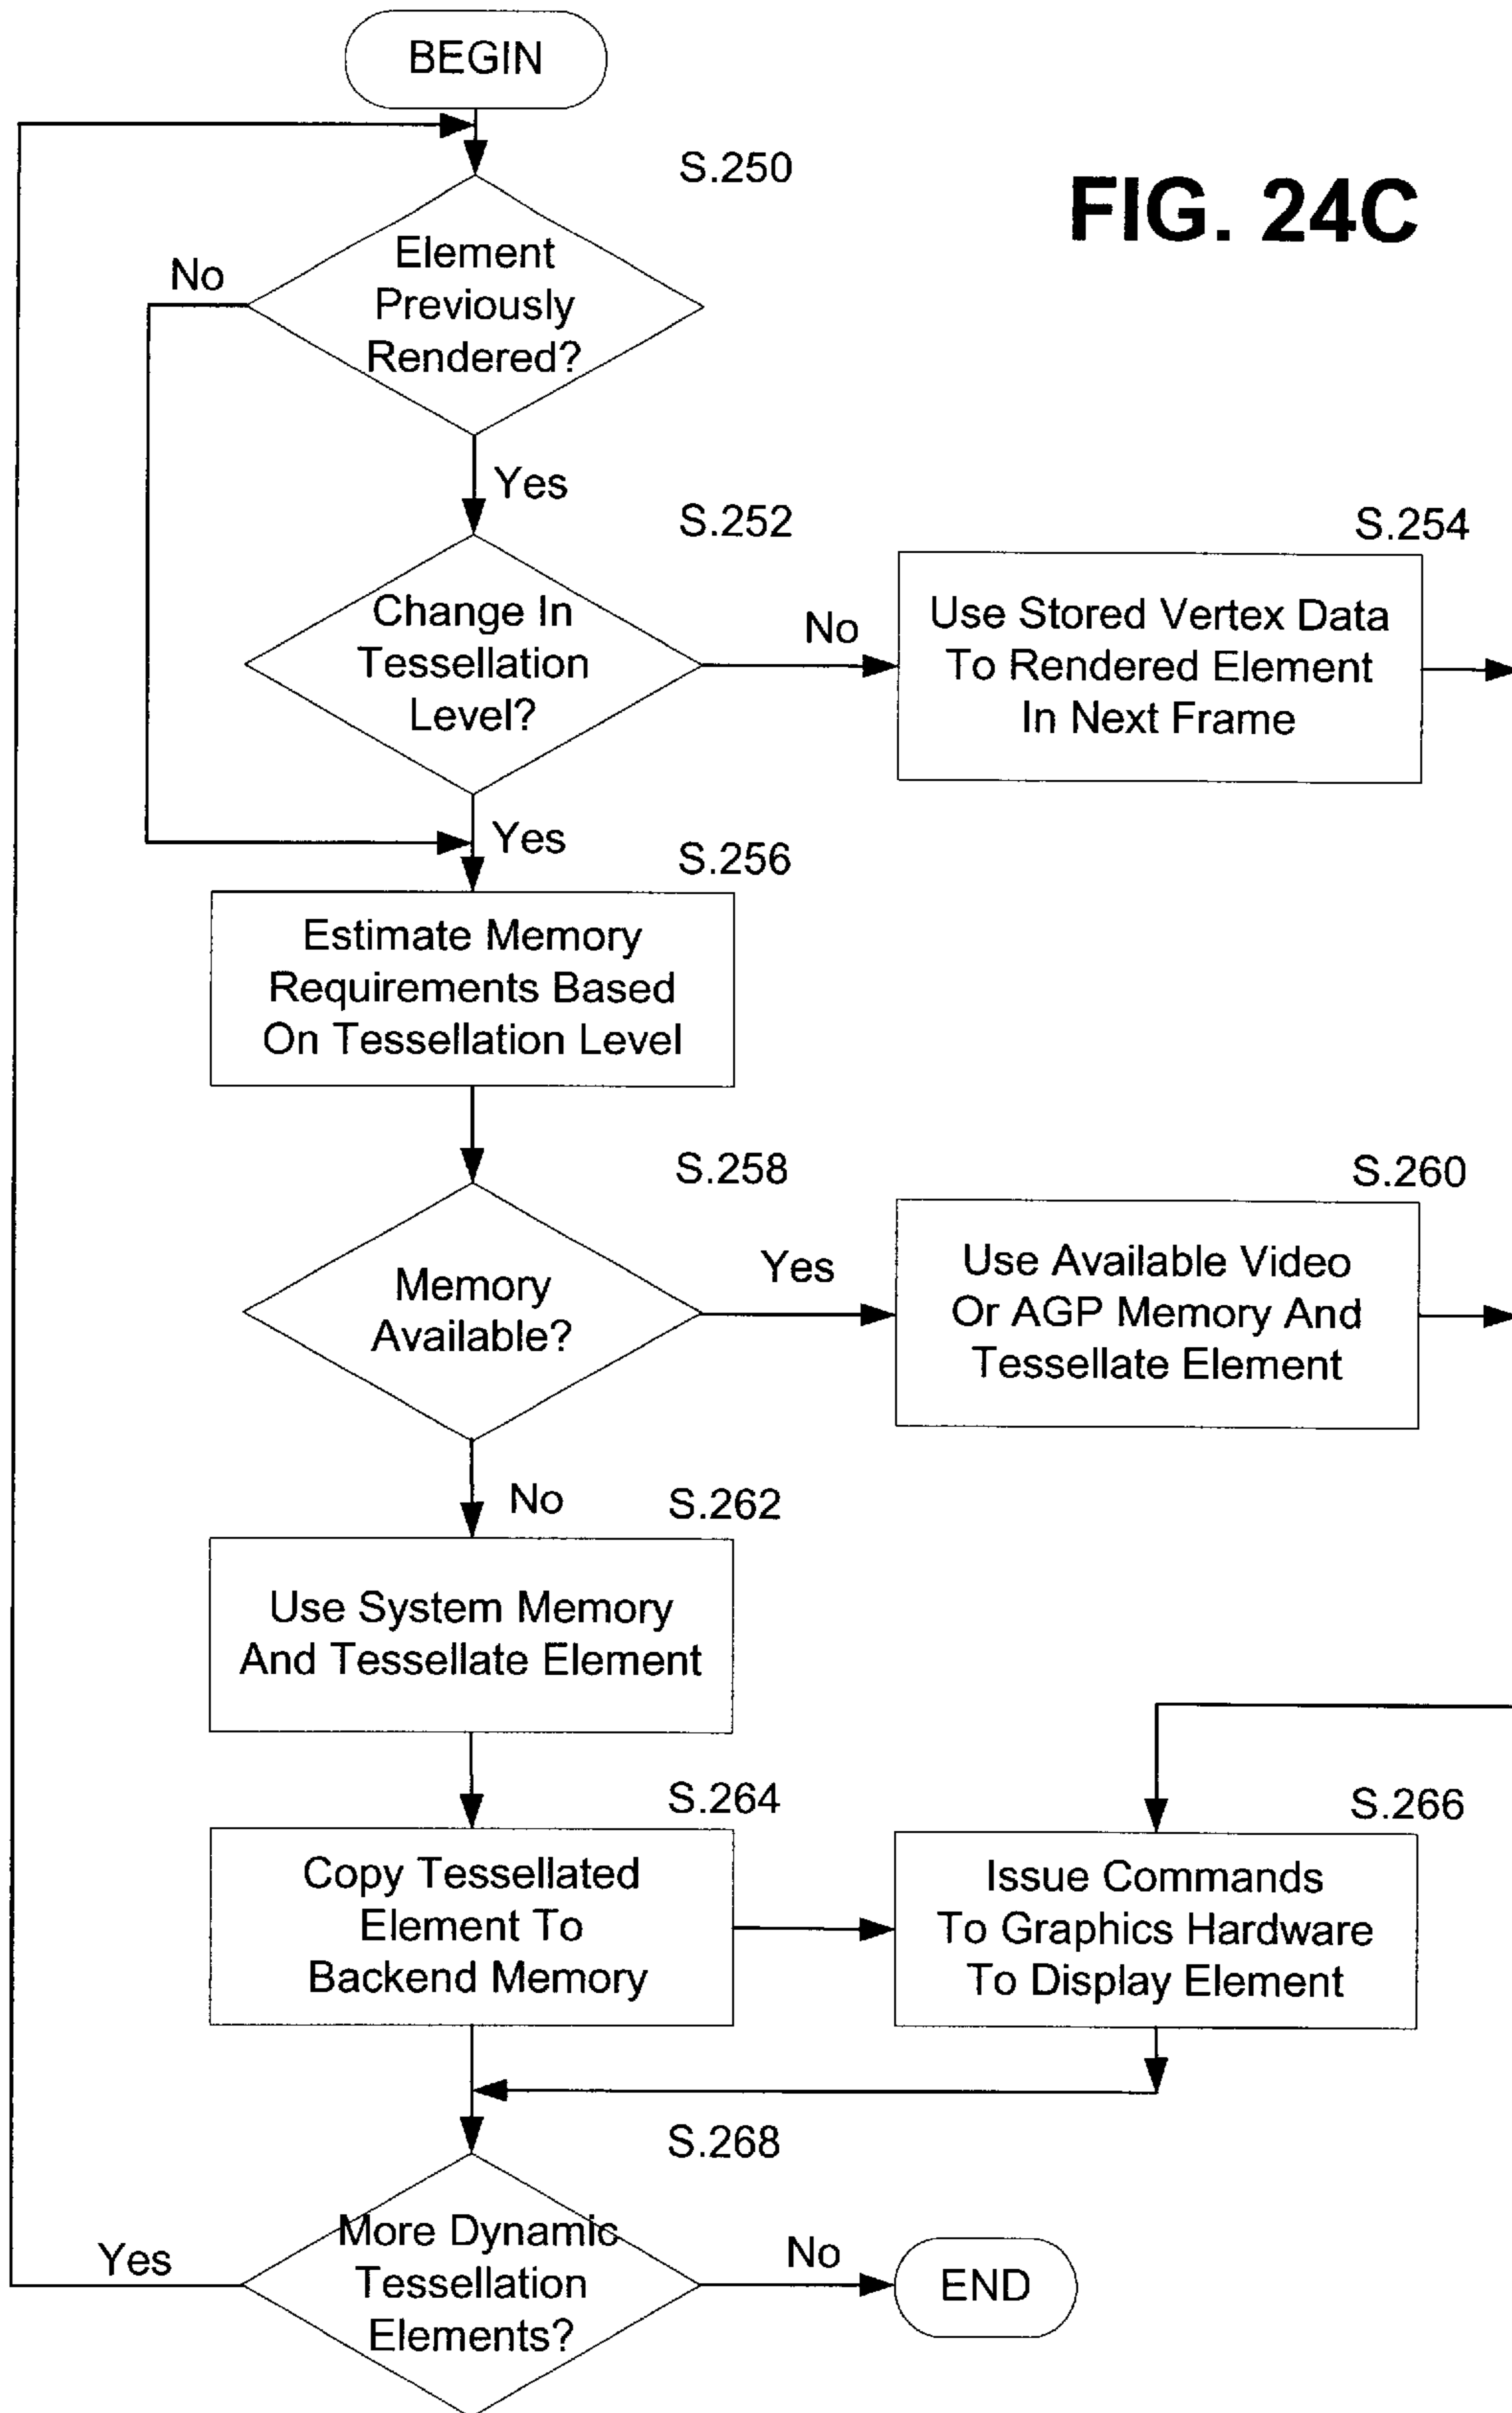 BEGIN
S.250
FIG. 24C
Element
Previously
Rendered?
No
Yes
S.252
Change In
Tessellation
Level?
No
S.254
Use Stored Vertex Data
To Rendered Element
In Next Frame
Yes
S.256
Estimate Memory
Requirements Based
On Tessellation Level
S.258
Memory
Available?
Yes
S.260
Use Available Video
Or AGP Memory And
Tessellate Element
No
S.262
Use System Memory
And Tessellate Element
S.264
Copy Tessellated
Element To
Backend Memory
S.266
Issue Commands
To Graphics Hardware
To Display Element
S.268
More Dynamic
Tessellation
Elements?
Yes
No
END